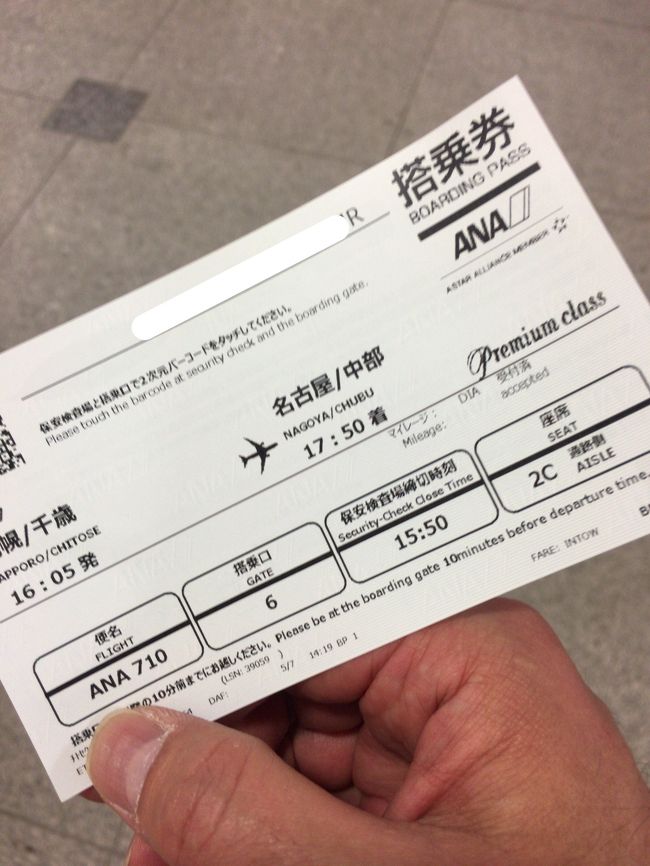 搭乗券
BOARDING PASS
ANA
A STAR ALLIANCE MEMBER
R
保安検査場と搭乗口で2次元バーコードをタッチしてください。
Please touch the barcode at security check and the boarding gate.
Premium class
幌/千歳
APPORO/CHITOSE
16:05 発
名古屋/中部
NAGOYA/CHUBU
17:50 着
マイレージ: DIA 受付済
Mileage: accepted
便名
FLIGHT
ANA 710
搭乗口
GATE
6
保安検査場締切時刻
Security-Check Close Time
15:50
座席
SEAT
2C 通路側
AISLE
搭乗口 の10分前までにお越しください。 Please be at the boarding gate 10minutes before departure time.
(LSN: 39059 )
DAF: 5/7 14:19 BP 1
FARE: INTOW
ET